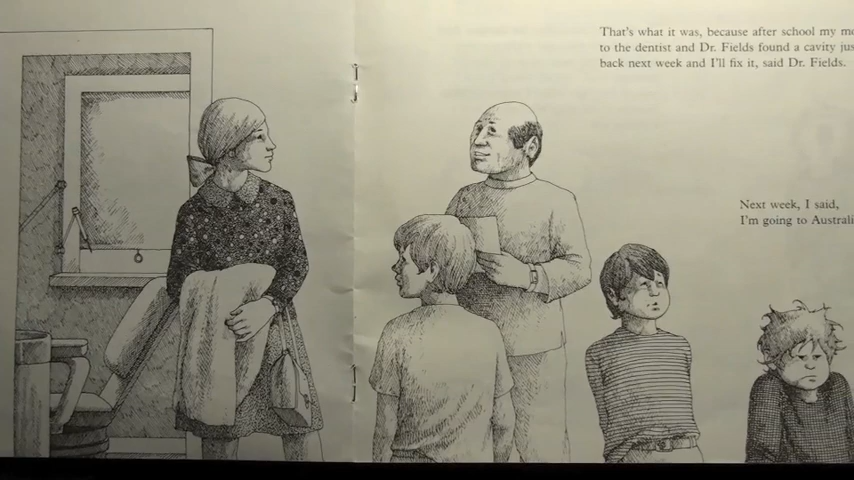 That's what it was, because after school my
to the dentist and Dr. Fields found a cavity
back next week and I'll fix it, said Dr. Fields.
Next week, I said,
I'm going to